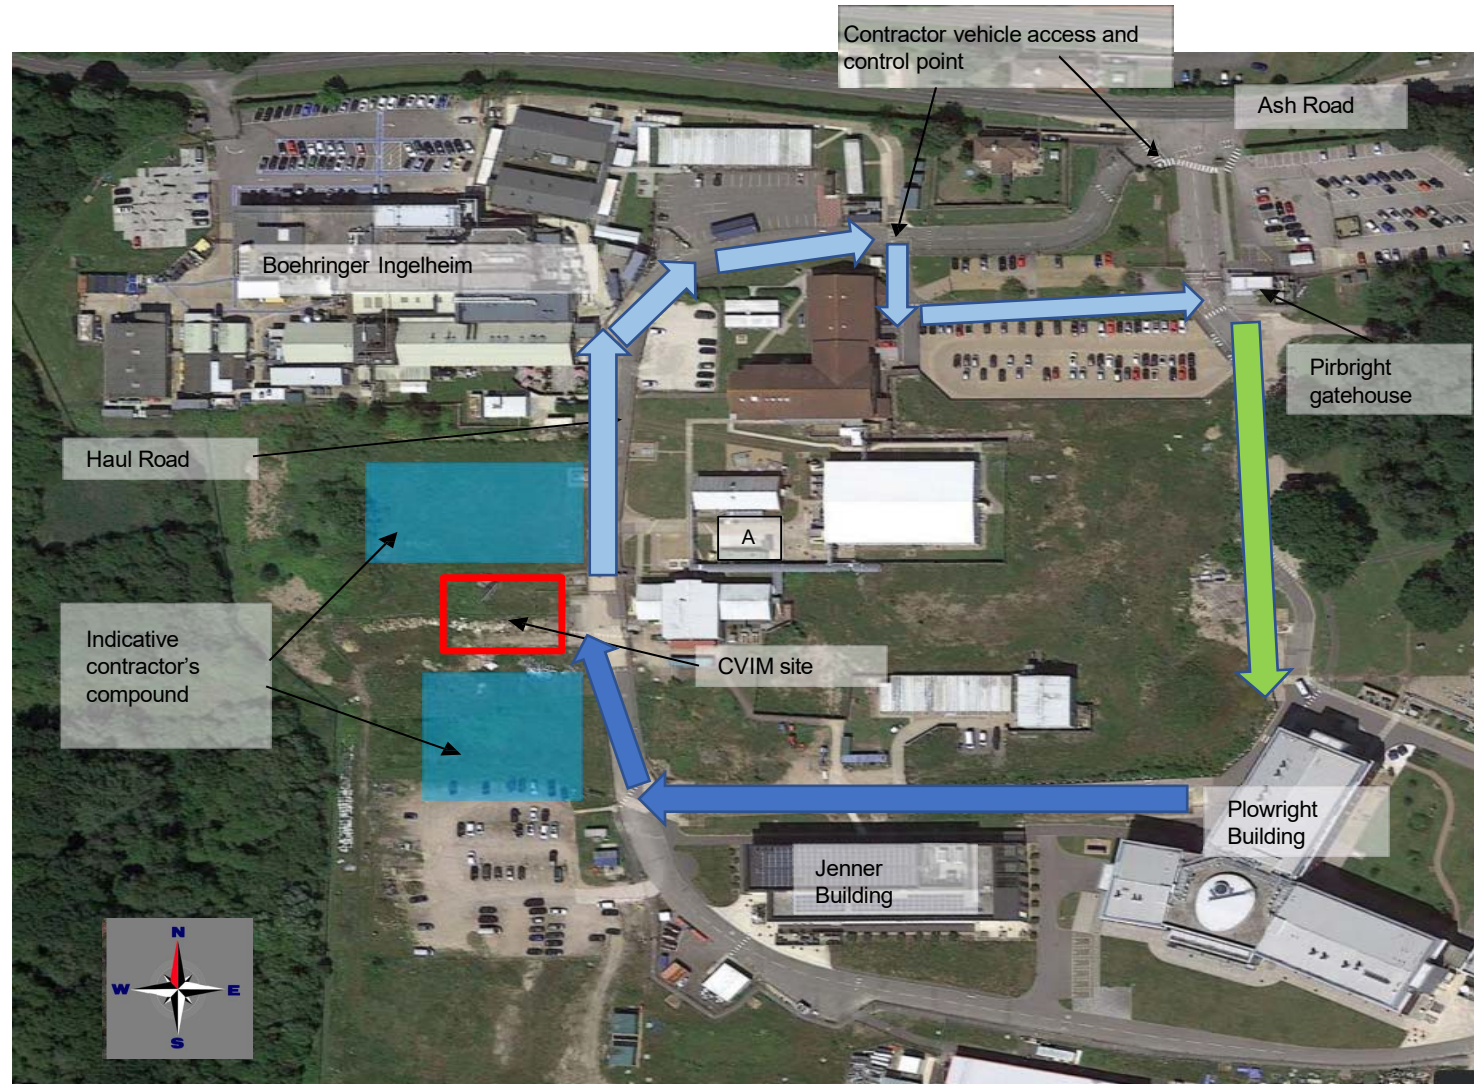 Contractor vehicle access and
control point
Ash Road
Boehringer Ingelheim
Pirbright
gatehouse
Haul Road
A
Indicative
contractor's
compound
CVIM site
Plowright
Building
Jenner
Building
N
W
E
S